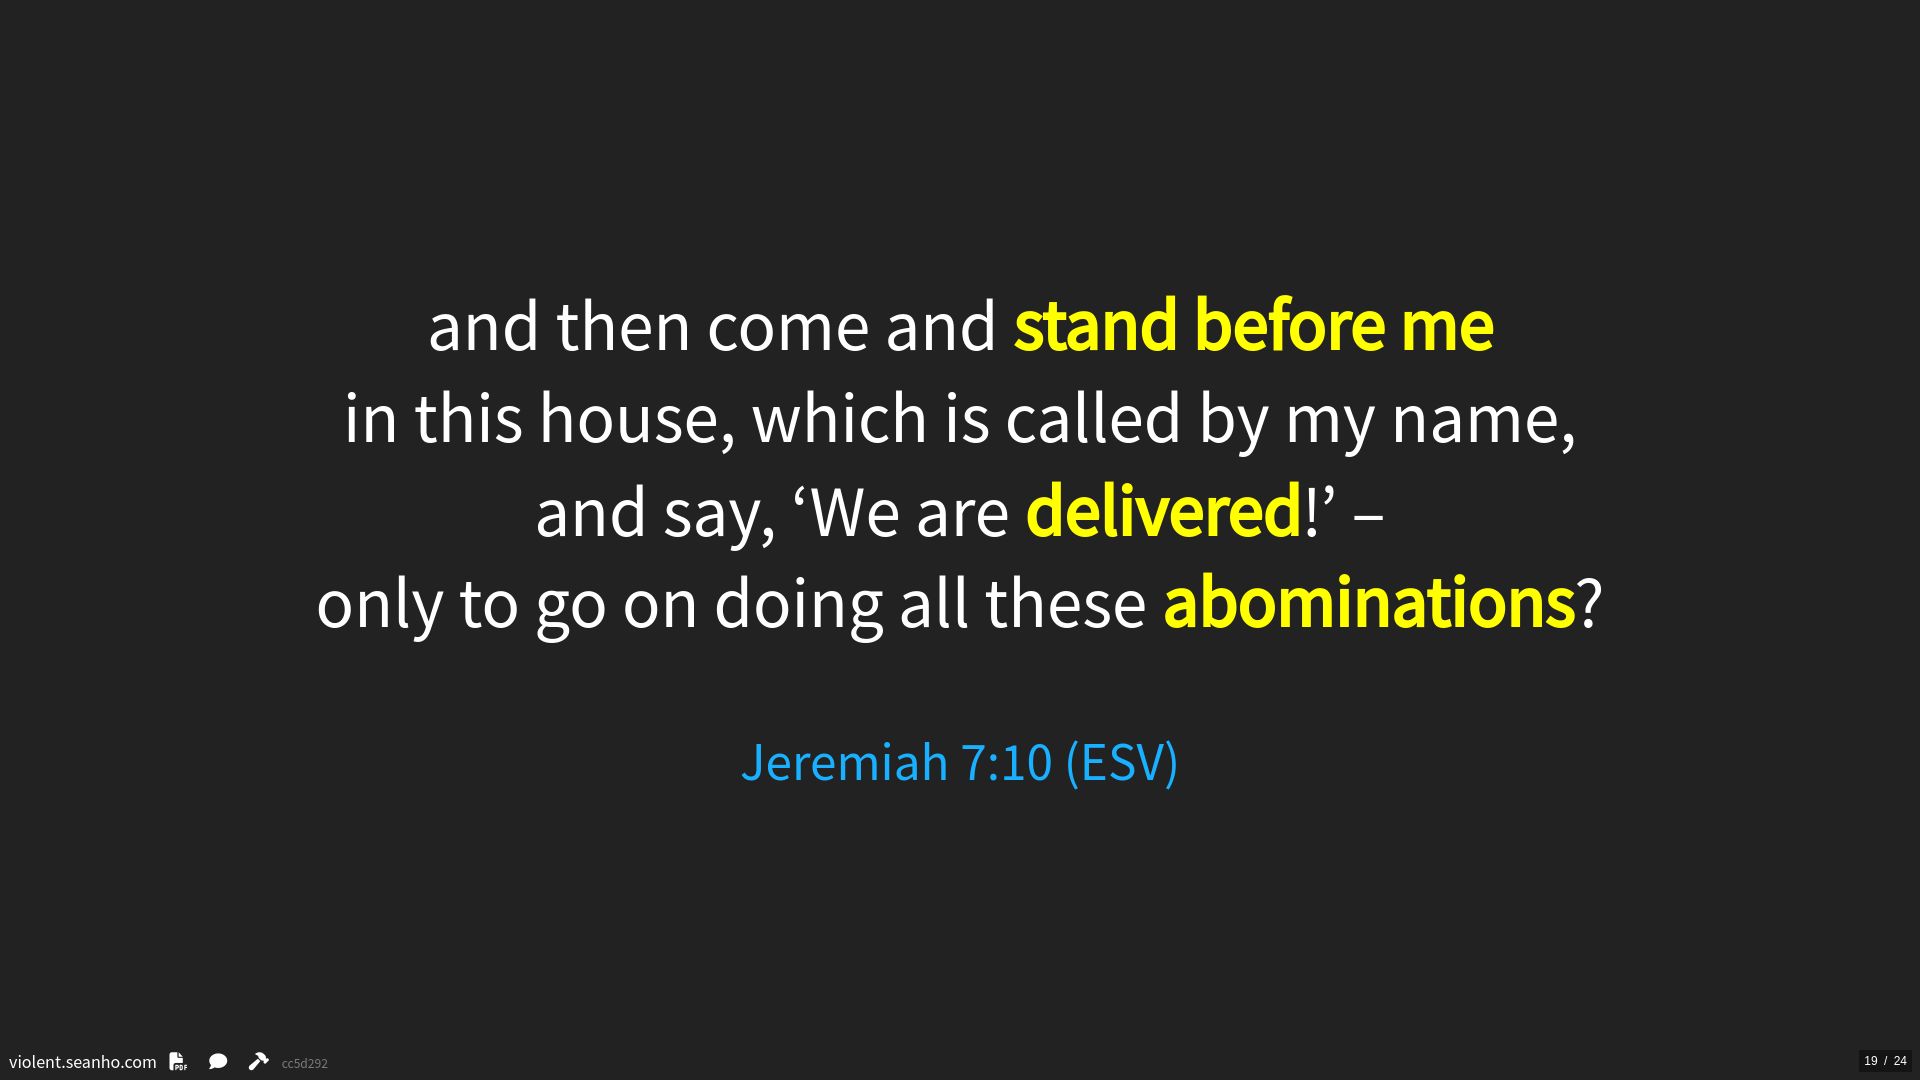 and then come and stand before me
in this house, which is called by my name,
and say, ‘We are delivered!’ –
only to go on doing all these abominations?
Jeremiah 7:10 (ESV)
violent.seanho.com PDF cc5d292
19 / 24